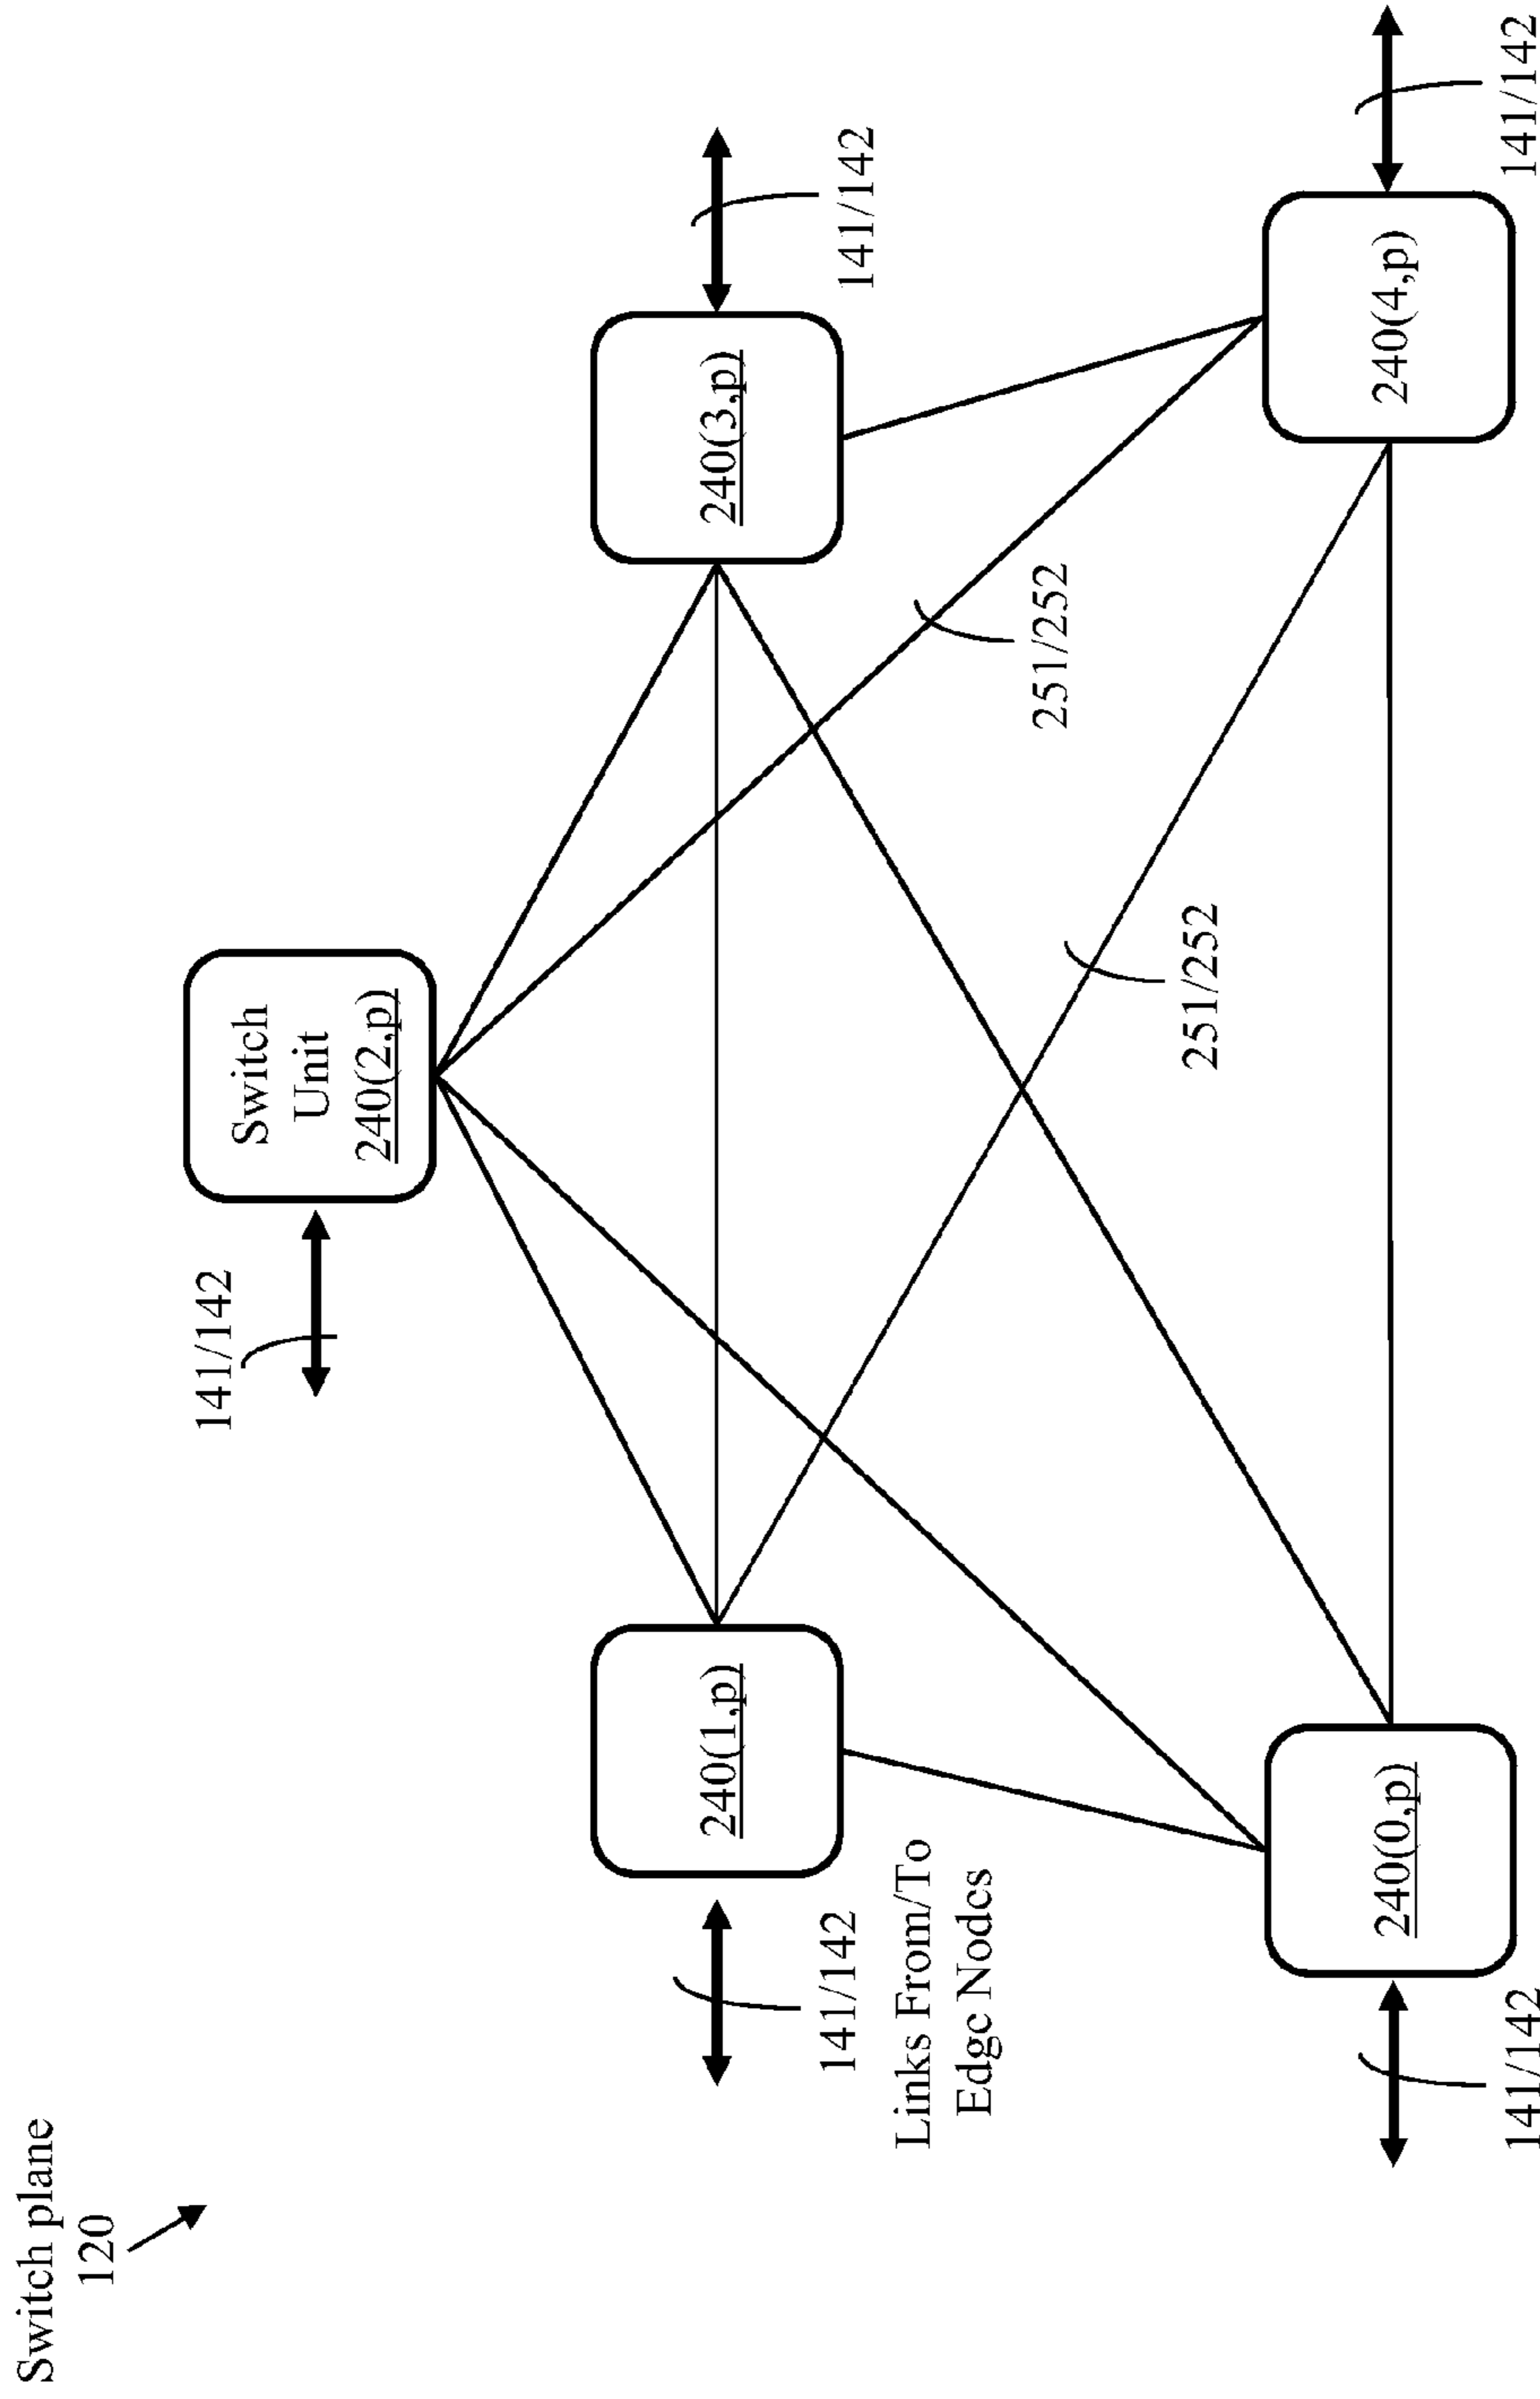 Switch plane
120
141/142
Switch
Unit
240(2,p)
141/142
Links From/To
Edge Nodes
240(1,p)
240(3,p)
141/142
251/252
251/252
141/142
240(0,p)
240(4,p)
141/142